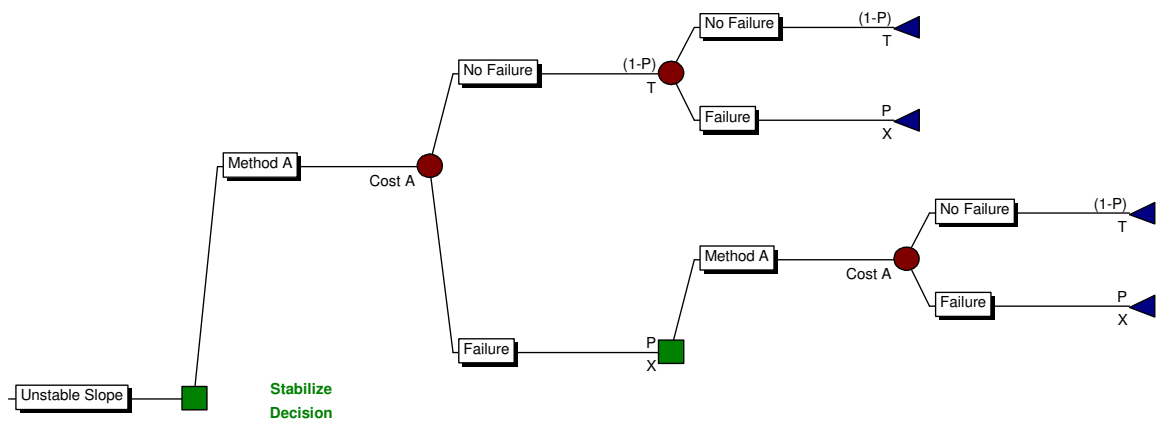 No Failure
(1-P)
T
No Failure
(1-P)
T
Failure
P
X
Method A
Cost A
No Failure
(1-P)
T
Method A
Cost A
Failure
P
X
Failure
P
X
Unstable Slope
Stabilize
Decision